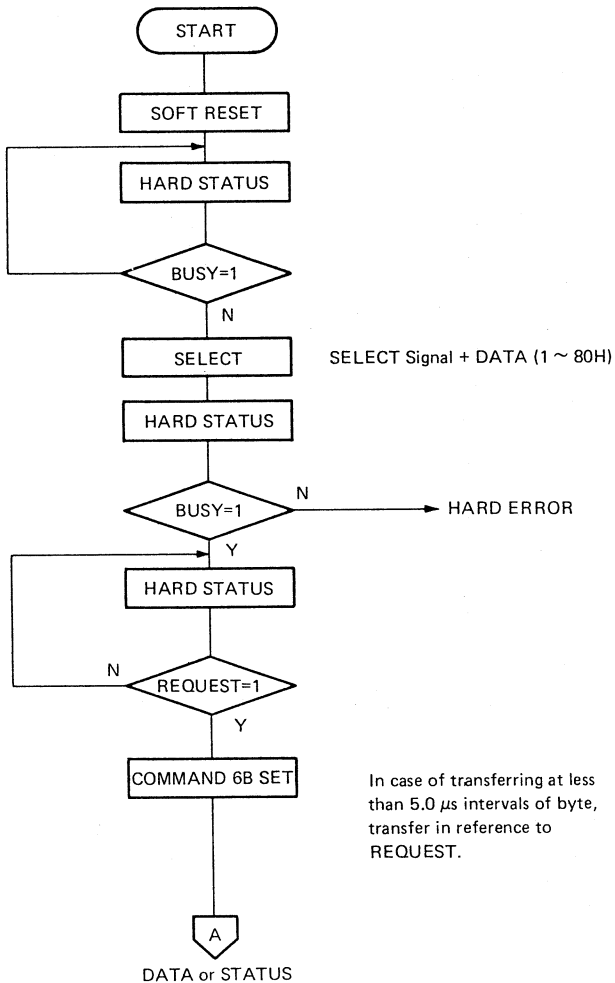 START
SOFT RESET
HARD STATUS
BUSY=1
N
SELECT
SELECT Signal + DATA (1 ~ 80H)
HARD STATUS
BUSY=1
N
HARD ERROR
Y
HARD STATUS
N
REQUEST=1
Y
COMMAND 6B SET
In case of transferring at less
than 5.0 μs intervals of byte,
transfer in reference to
REQUEST.
A
DATA or STATUS